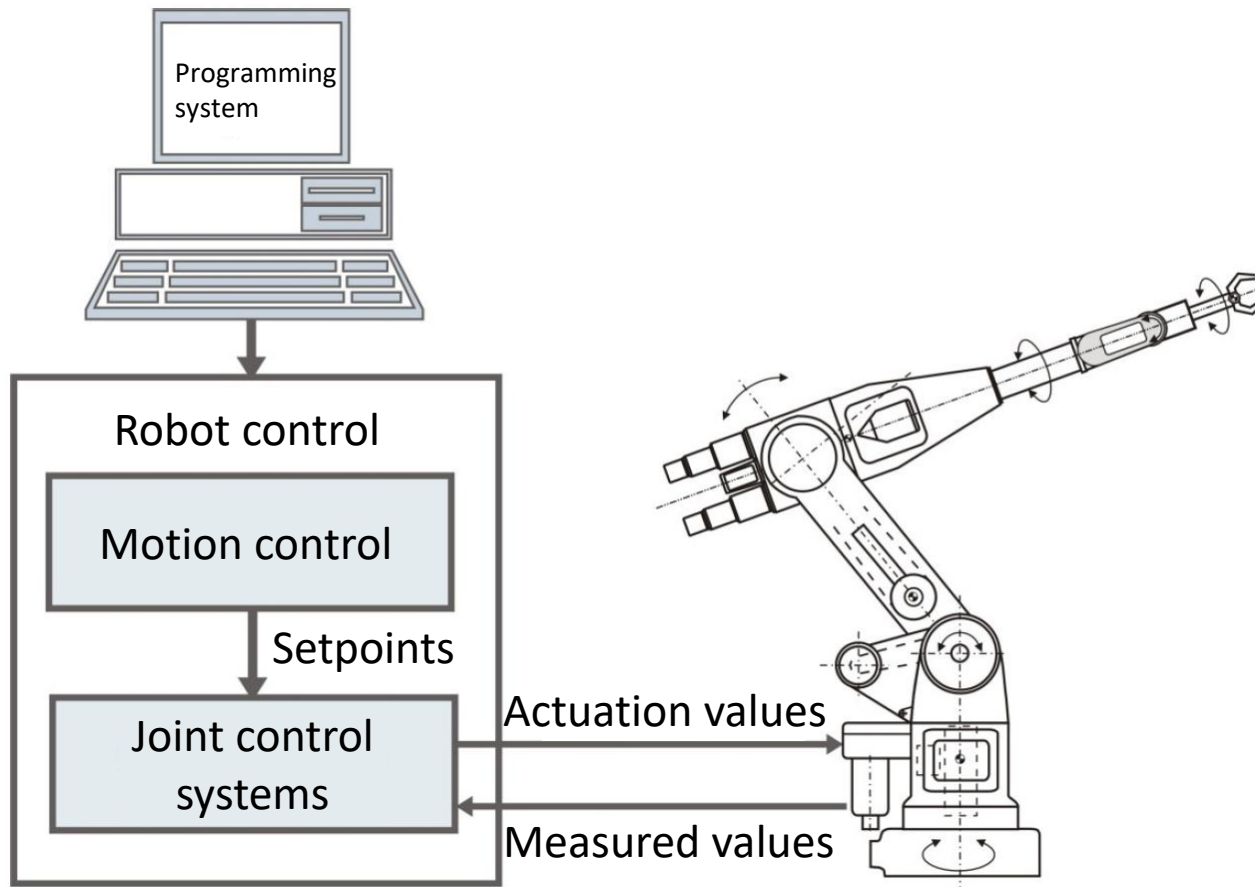 Programming
system
Robot control
Motion control
Setpoints
Joint control
systems
Actuation values
Measured values